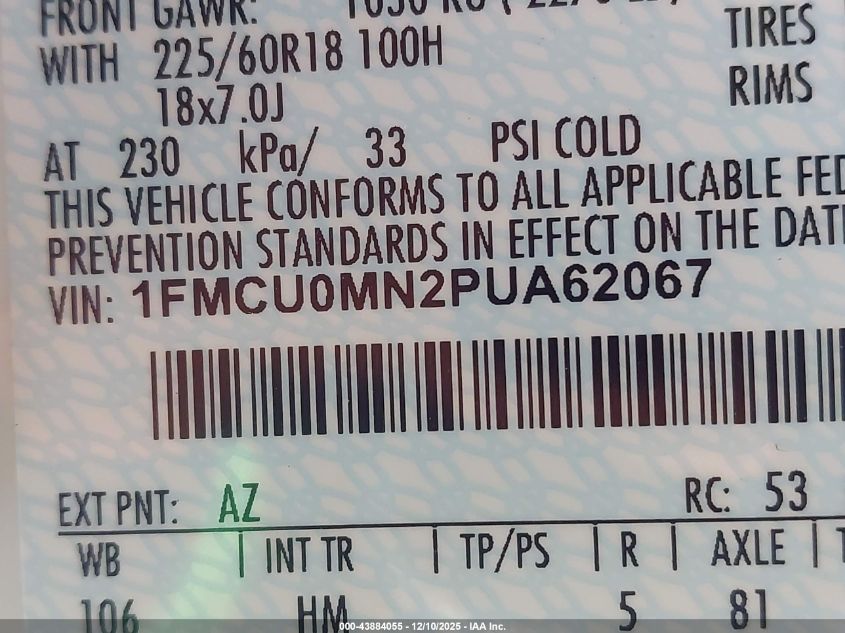 FRONT GAWR:
WITH 225/60R18 100H TIRES
18x7.0J RIMS
AT 230 kPa/ 33 PSI COLD
THIS VEHICLE CONFORMS TO ALL APPLICABLE FED
PREVENTION STANDARDS IN EFFECT ON THE DAT
VIN: 1FMCU0MN2PUA62067
EXT PNT: AZ RC: 53
WB | INT TR | TP/PS | R | AXLE |
106 HM 5 81
000-43884055 - 12/10/2025 - IAA Inc.